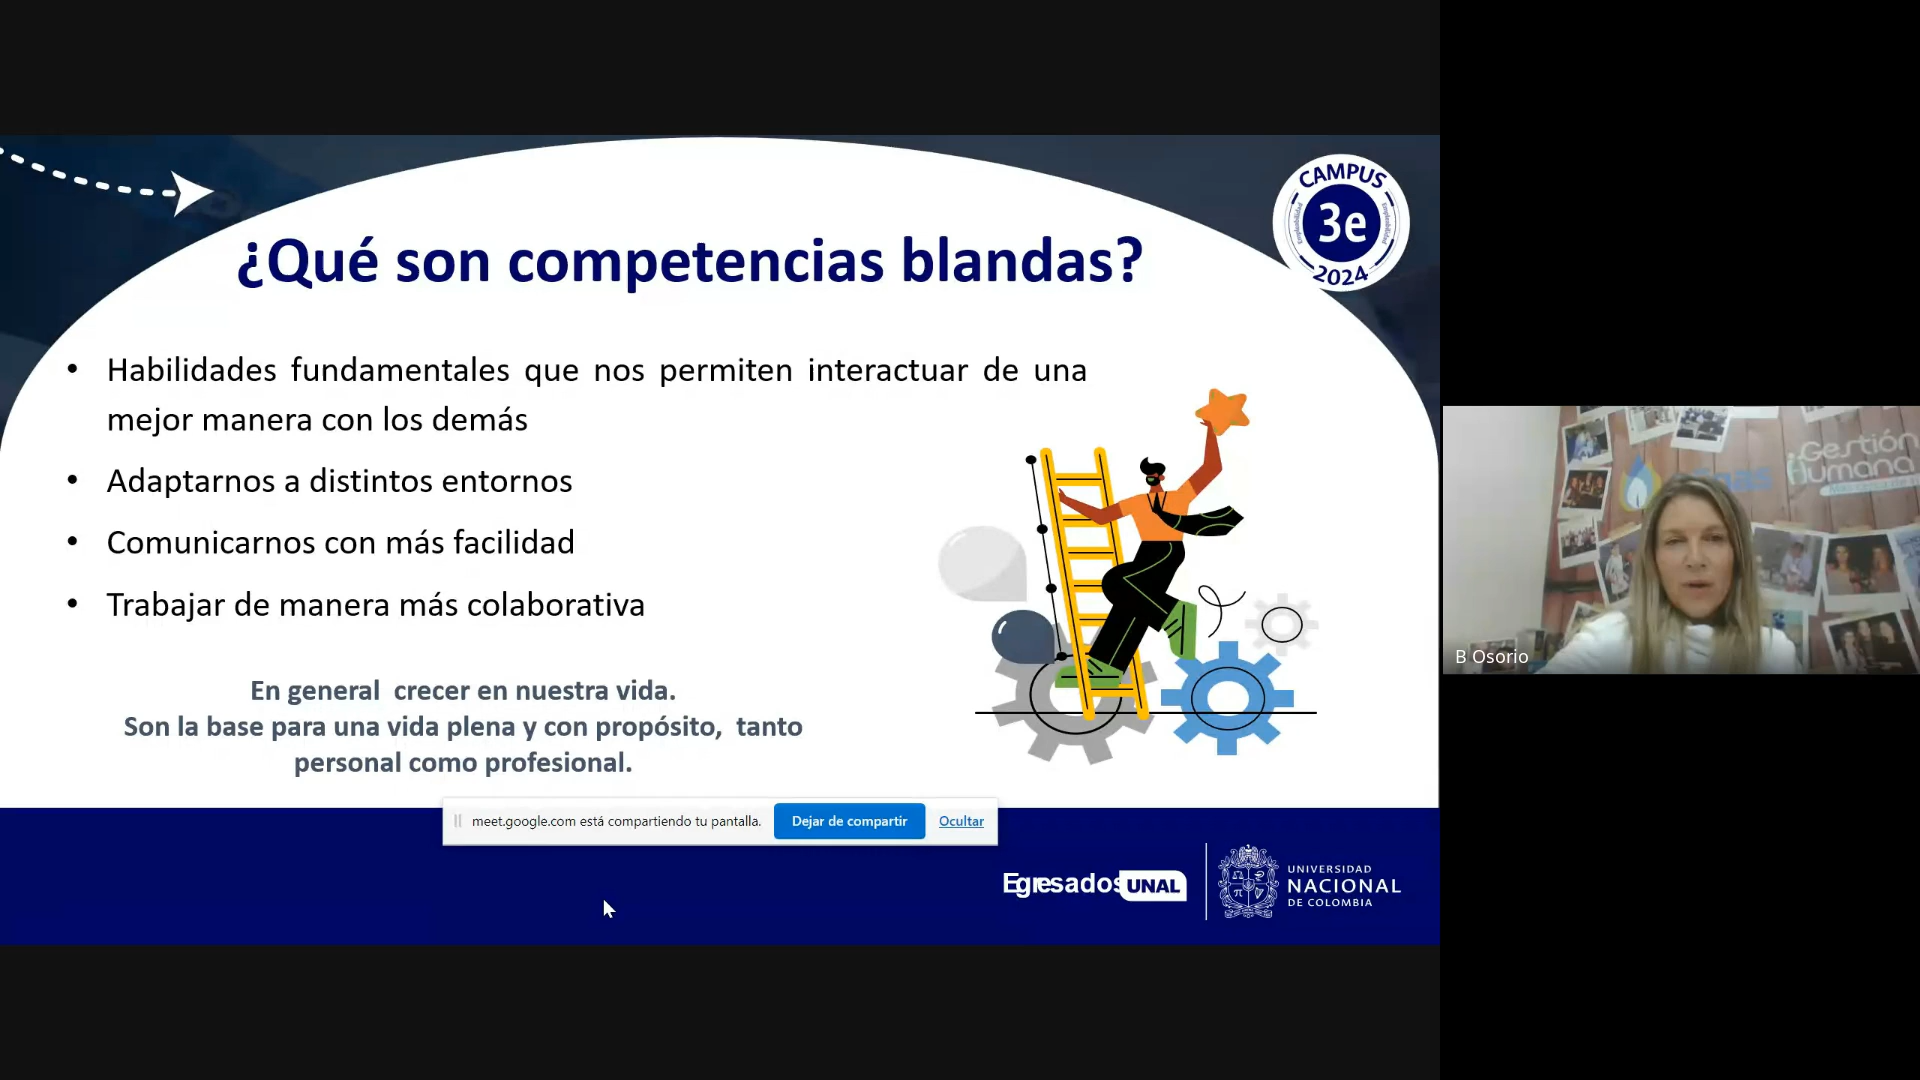 CAMPUS
3e
2024
¿Qué son competencias blandas?
• Habilidades fundamentales que nos permiten interactuar de una
mejor manera con los demás
• Adaptarnos a distintos entornos
• Comunicarnos con más facilidad
• Trabajar de manera más colaborativa
En general crecer en nuestra vida.
Son la base para una vida plena y con propósito, tanto
personal como profesional.
meet.google.com está compartiendo tu pantalla.
Dejar de compartir
Ocultar
Egresados UNAL
UNIVERSIDAD
NACIONAL
DE COLOMBIA
Gestión
Humana
B Osorio